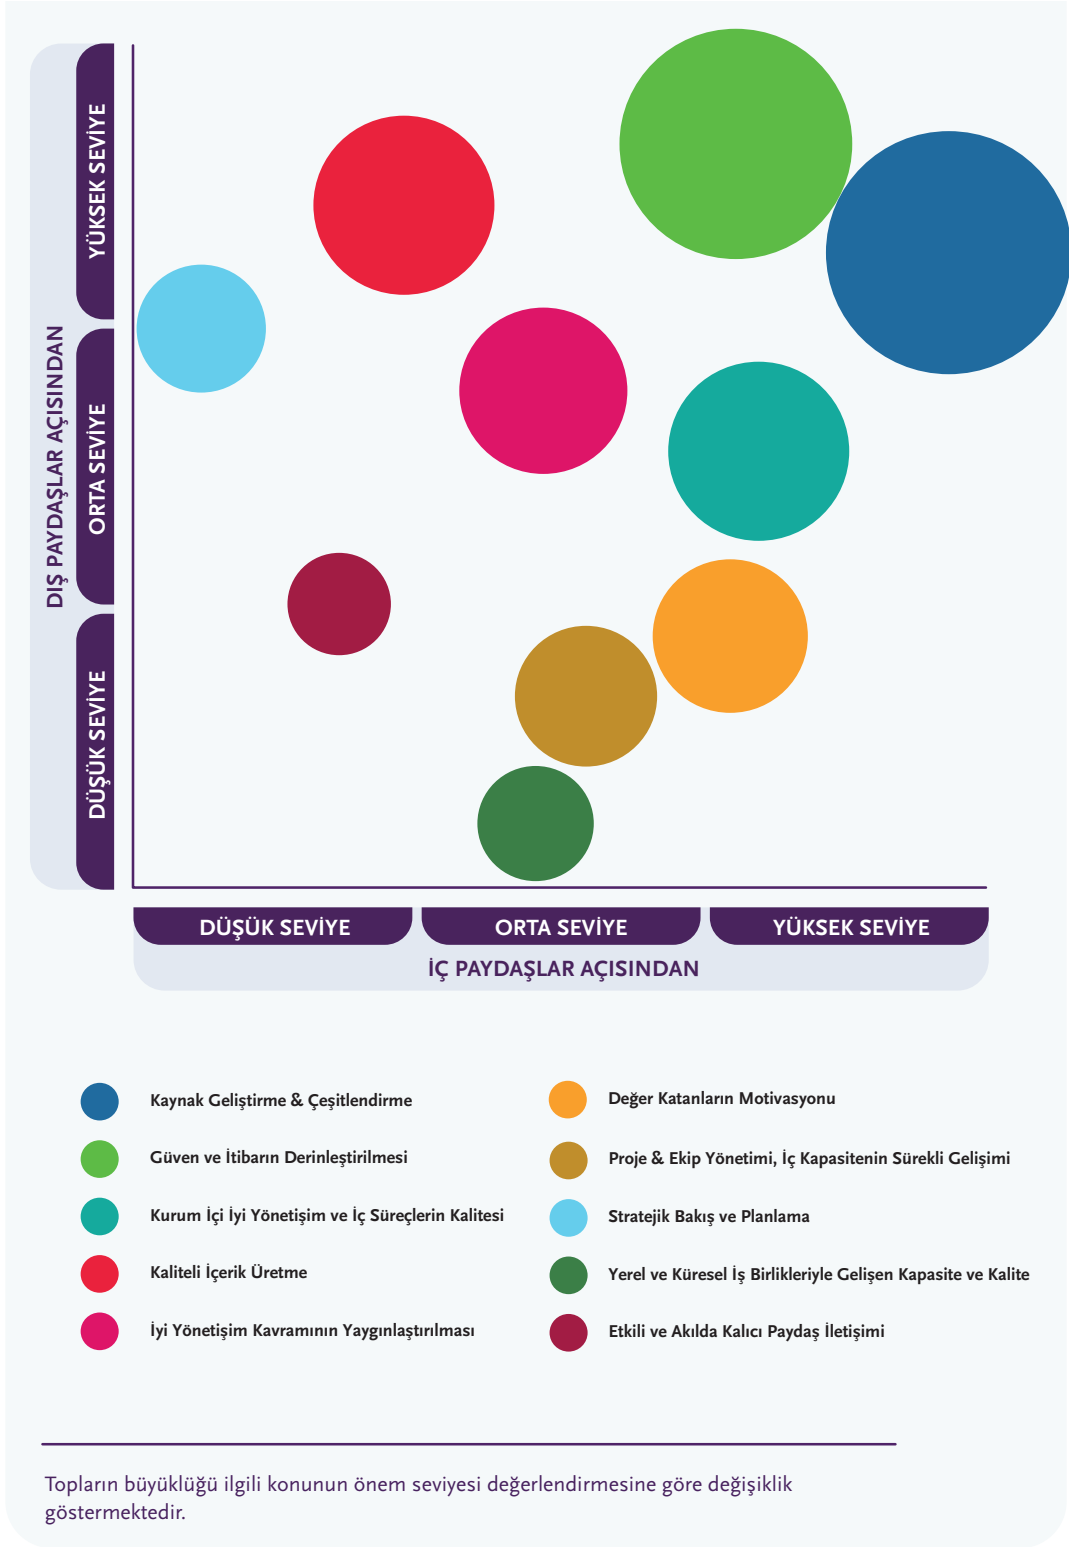 DIŞ PAYDAŞLAR AÇISINDAN
YÜKSEK SEVİYE
ORTA SEVİYE
DÜŞÜK SEVİYE
DÜŞÜK SEVİYE
ORTA SEVİYE
YÜKSEK SEVİYE
İÇ PAYDAŞLAR AÇISINDAN
Kaynak Geliştirme & Çeşitlendirme
Güven ve İtibarın Derinleştirilmesi
Kurum İçi İyi Yönetişim ve İç Süreçlerin Kalitesi
Kaliteli İçerik Üretme
İyi Yönetişim Kavramının Yaygınlaştırılması
Değer Katanların Motivasyonu
Proje & Ekip Yönetimi, İç Kapasitenin Sürekli Gelişimi
Stratejik Bakış ve Planlama
Yerel ve Küresel İş Birlikleriyle Gelişen Kapasite ve Kalite
Etkili ve Akılda Kalıcı Paydaş İletişimi
Topların büyüklüğü ilgili konunun önem seviyesi değerlendirmesine göre değişiklik
göstermektedir.